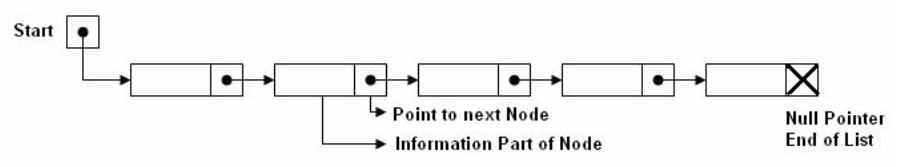 Start
Point to next Node
Information Part of Node
Null Pointer
End of List